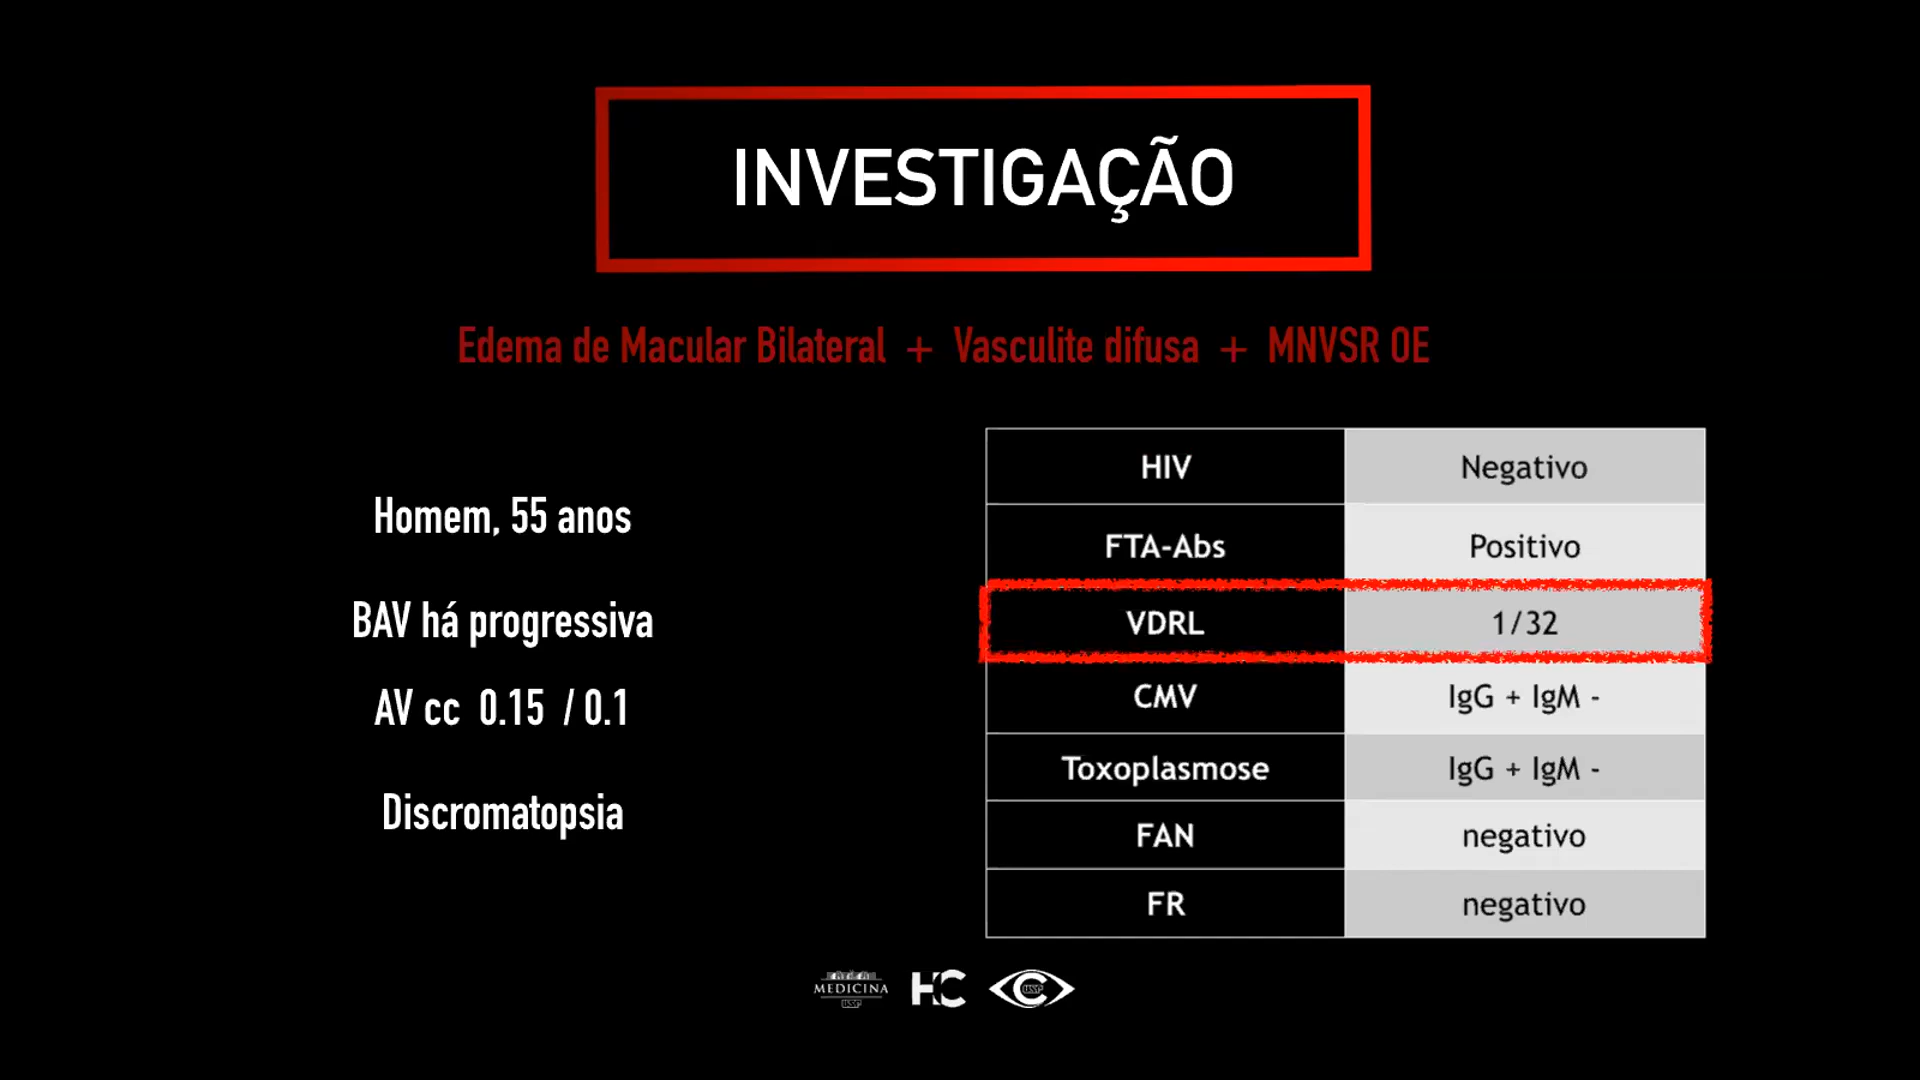 INVESTIGAÇÃO
Edema de Macular Bilateral + Vasculite difusa + MNVSR OE
Homem, 55 anos
BAV há progressiva
AV cc 0.15 / 0.1
Discromatopsia
HIV Negativo
FTA-Abs Positivo
VDRL 1/32
CMV IgG + IgM -
Toxoplasmose IgG + IgM -
FAN negativo
FR negativo
MEDICINA
USP
HC
USP